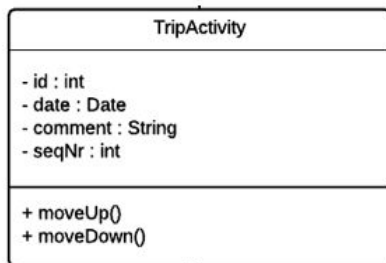 TripActivity
- id : int
- date : Date
- comment : String
- seqNr : int
+ moveUp()
+ moveDown()